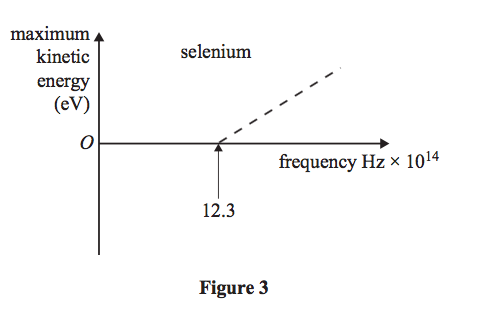 maximum
kinetic
energy
(eV)
selenium
O
frequency Hz × 10¹⁴
12.3
Figure 3